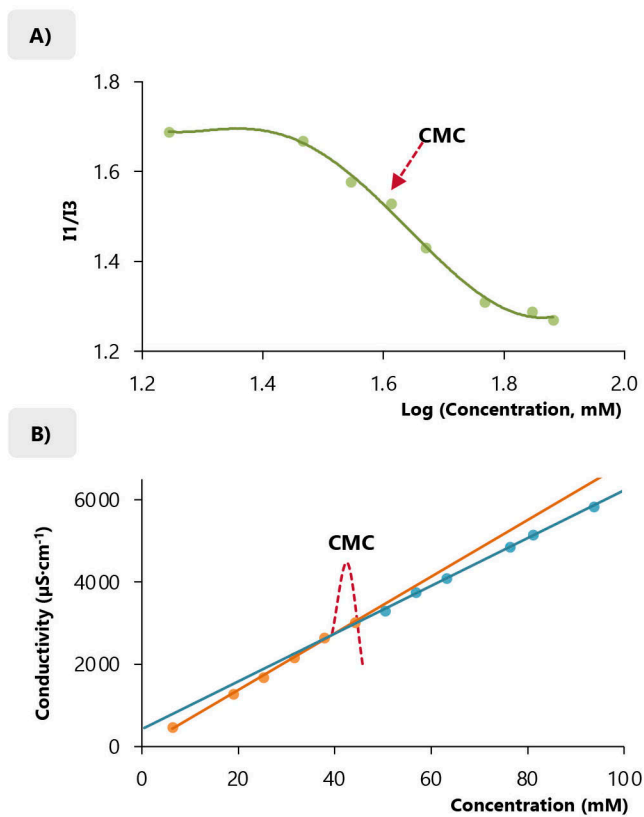 A)
1.8
1.6
1.4
1.2
I1/I3
CMC
1.2 1.4 1.6 1.8 2.0
Log (Concentration, mM)
B)
6000
4000
2000
0
Conductivity (µS·cm⁻¹)
CMC
0 20 40 60 80 100
Concentration (mM)